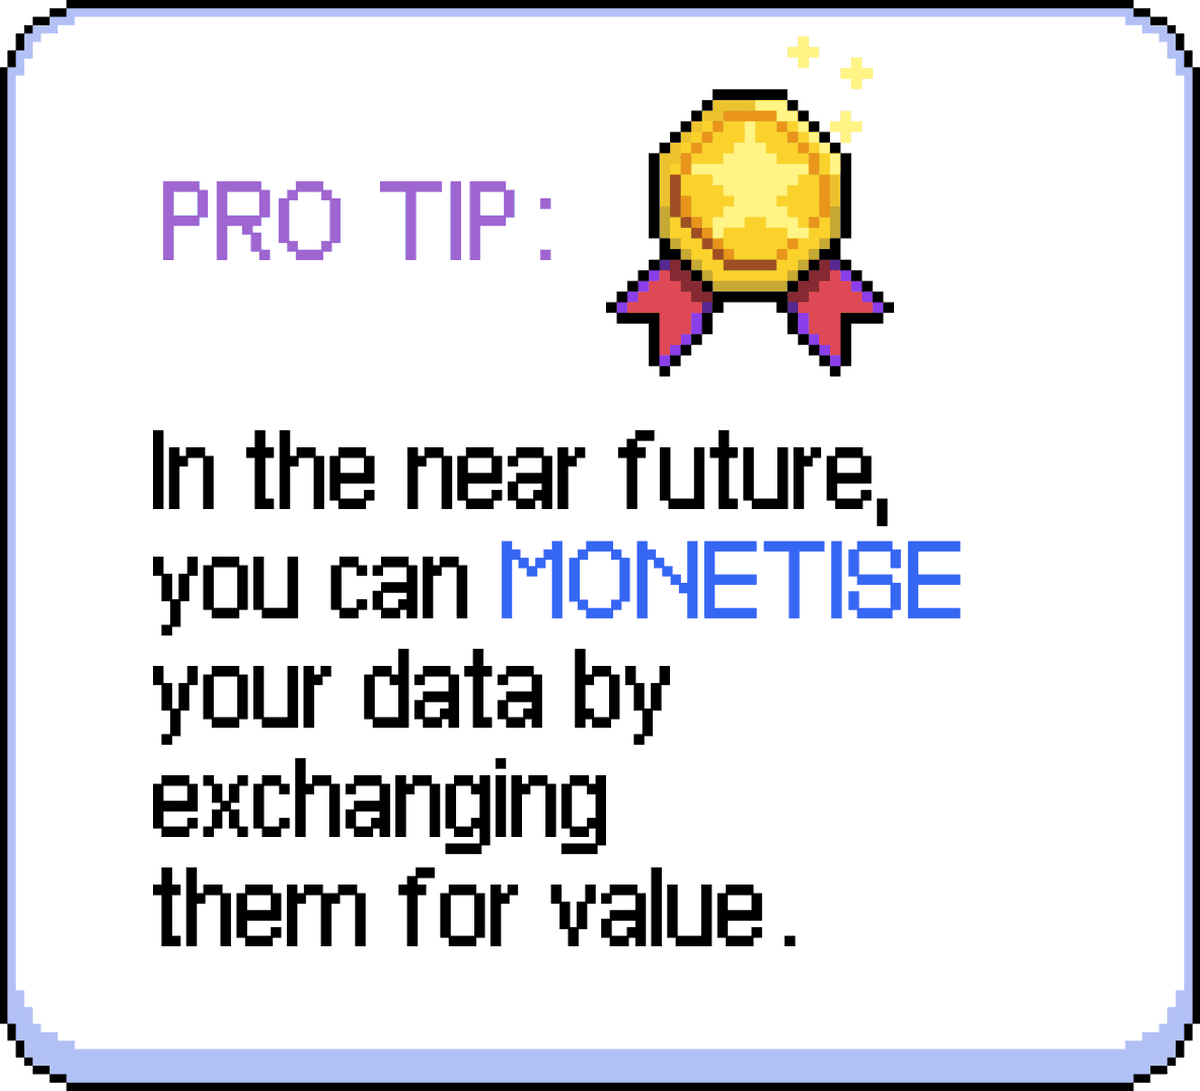 PRO TIP:
In the near future,
you can MONETISE
your data by
exchanging
them for value.